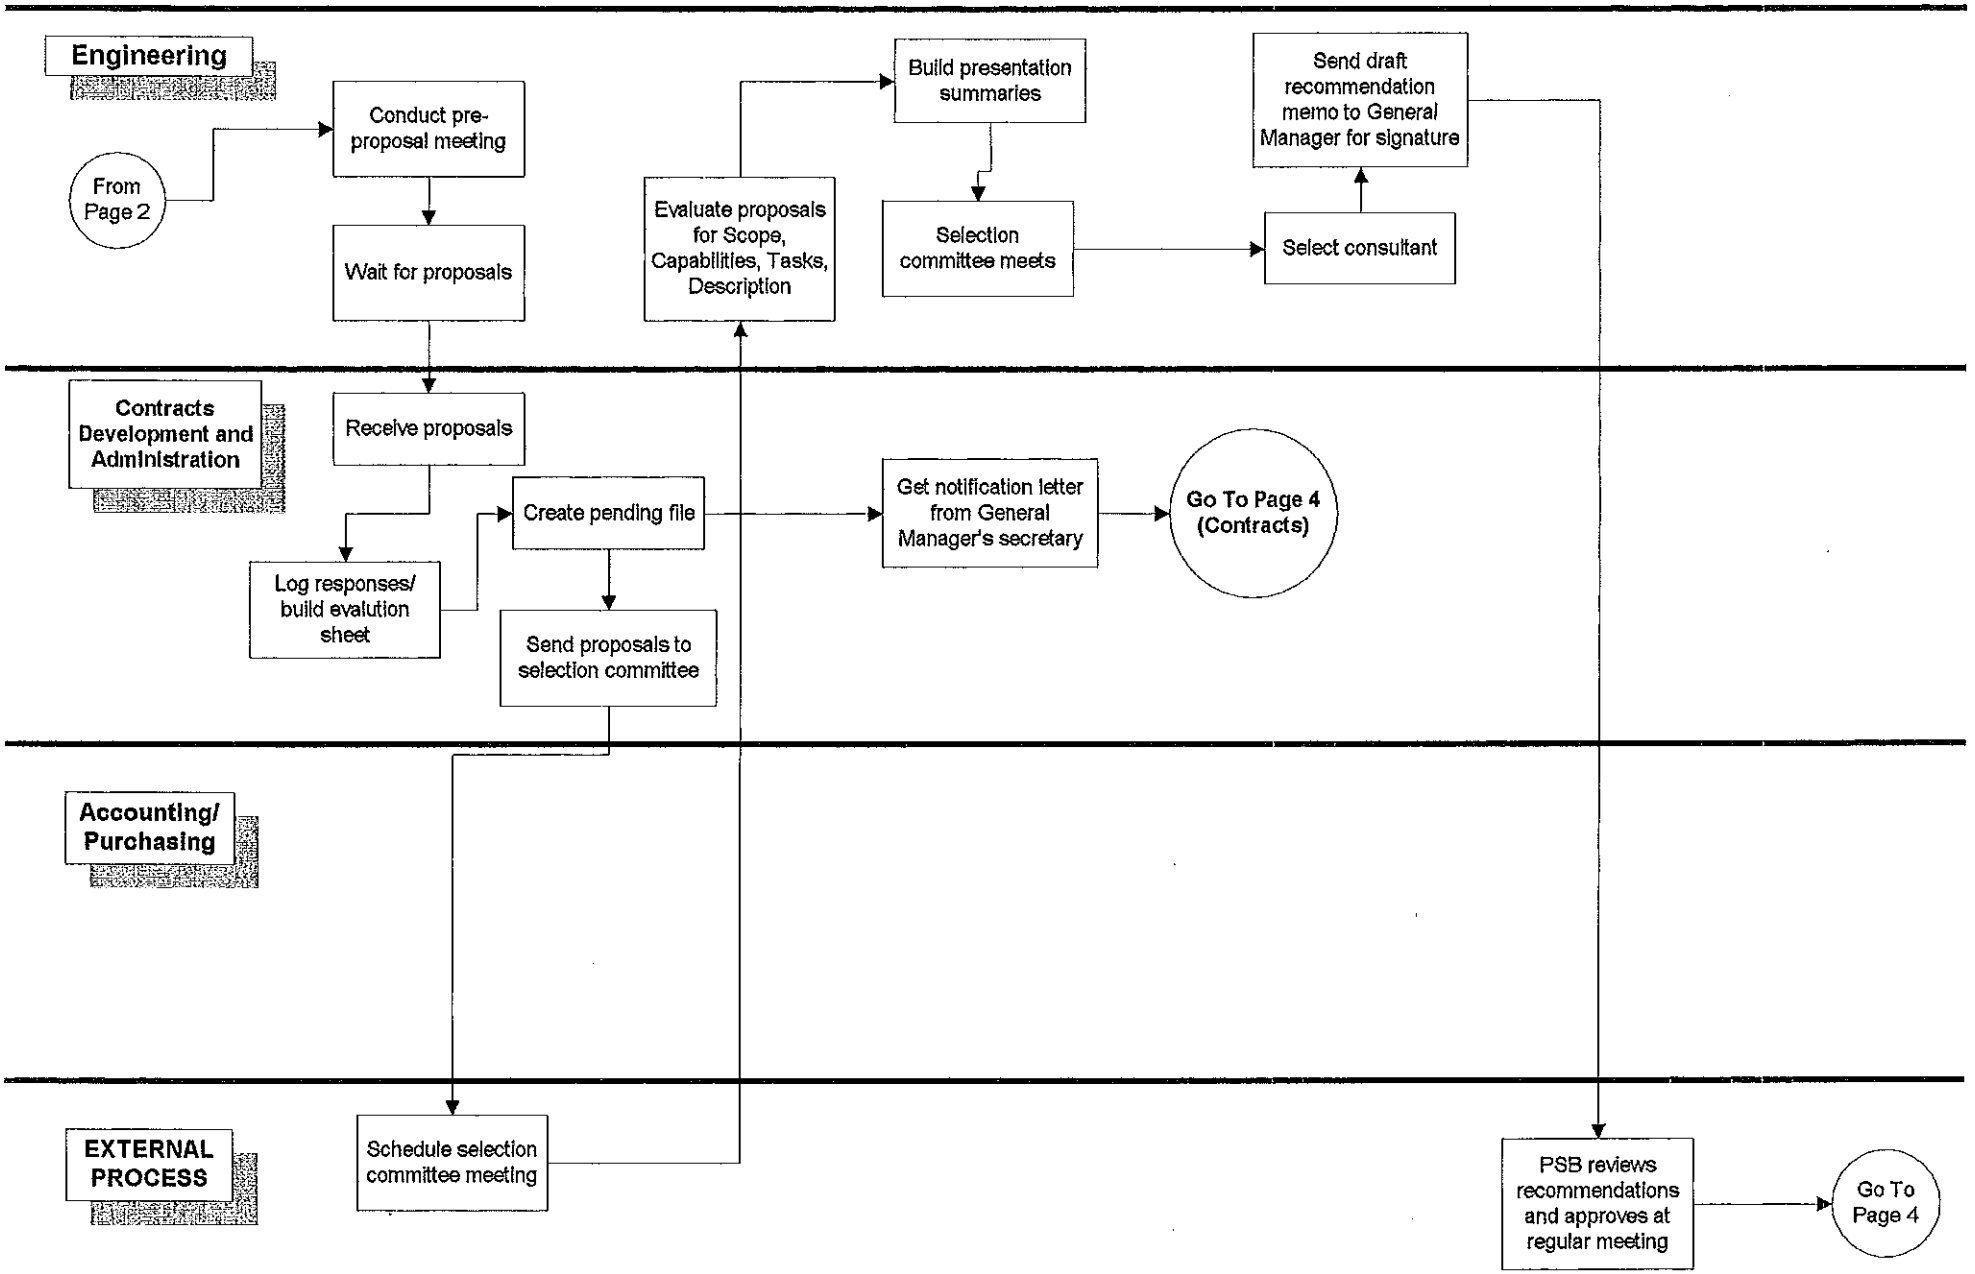 Engineering
From
Page 2
Conduct pre-
proposal meeting
Wait for proposals
Evaluate proposals
for Scope,
Capabilities, Tasks,
Description
Build presentation
summaries
Selection
committee meets
Select consultant
Send draft
recommendation
memo to General
Manager for signature
Contracts
Development and
Administration
Receive proposals
Log responses/
build evalution
sheet
Create pending file
Send proposals to
selection committee
Get notification letter
from General
Manager's secretary
Go To Page 4
(Contracts)
Accounting/
Purchasing
EXTERNAL
PROCESS
Schedule selection
committee meeting
PSB reviews
recommendations
and approves at
regular meeting
Go To
Page 4